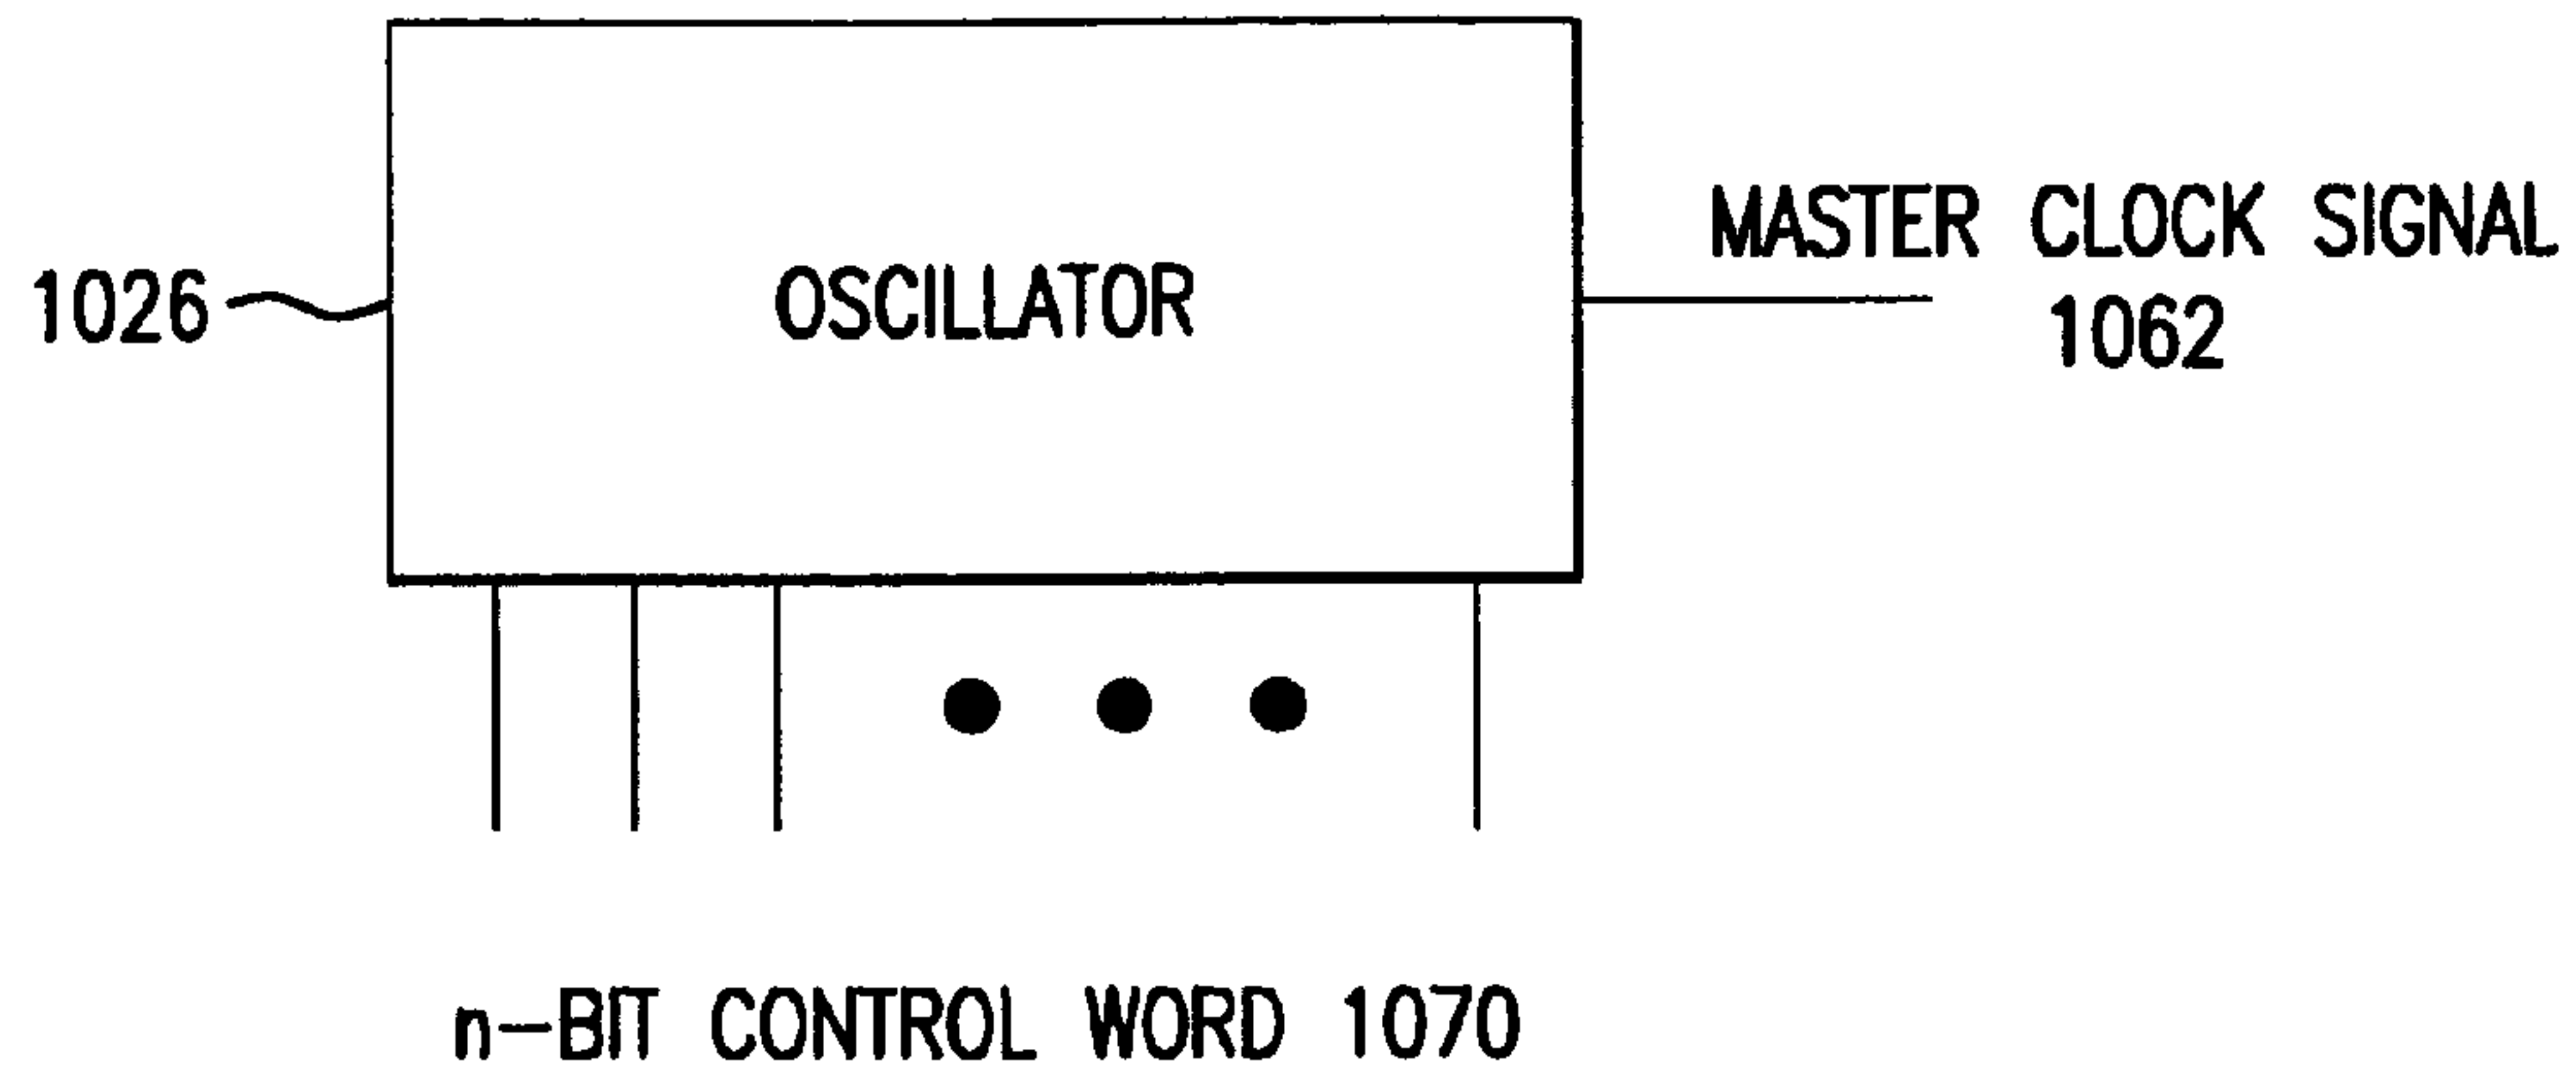 MASTER CLOCK SIGNAL
1026
OSCILLATOR
1062
n-BIT CONTROL WORD 1070